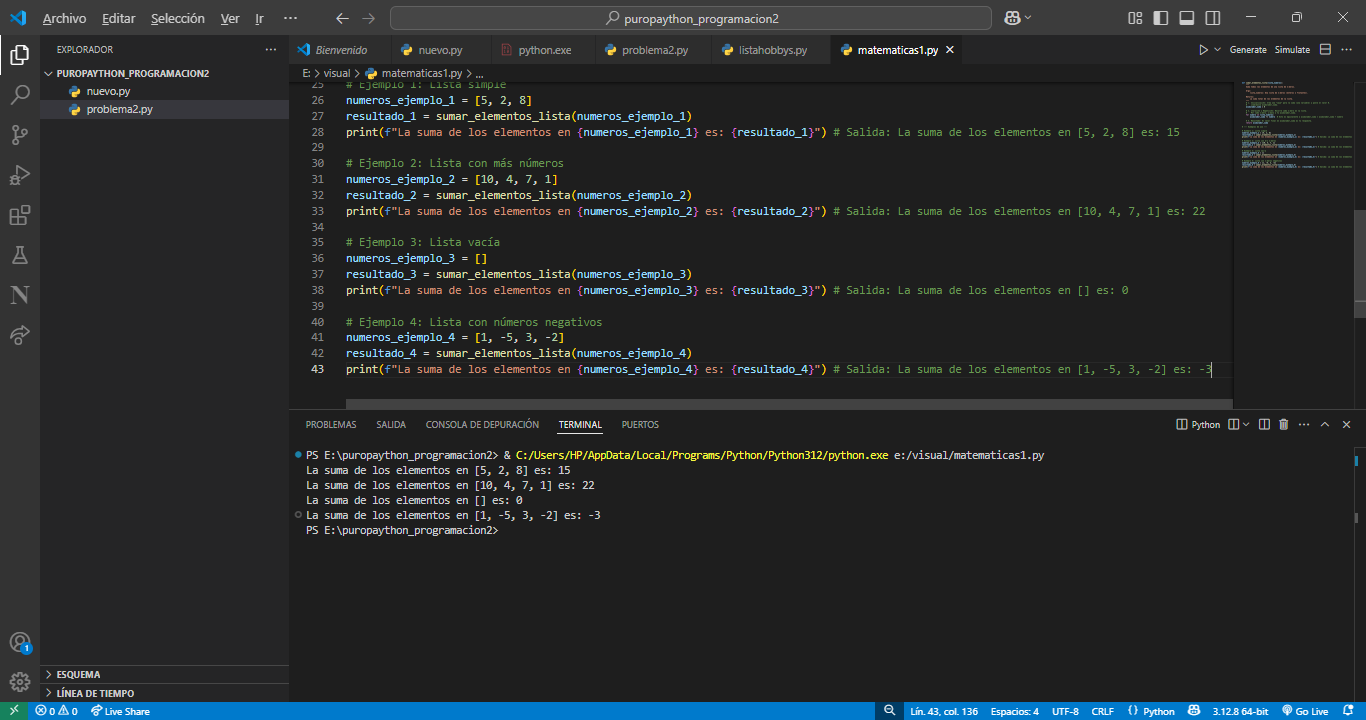 Archivo Editar Selección Ver Ir ··· puropaython_programacion2
EXPLORADOR ···
PUROPAYTHON_PROGRAMACION2
nuevo.py
problema2.py
ESQUEMA
LÍNEA DE TIEMPO
Bienvenido nuevo.py python.exe problema2.py listahobbys.py matematicas1.py Generate Simulate ···
E: > visual > matematicas1.py > ...
25 # Ejemplo 1: Lista simple
26 numeros_ejemplo_1 = [5, 2, 8]
27 resultado_1 = sumar_elementos_lista(numeros_ejemplo_1)
28 print(f"La suma de los elementos en {numeros_ejemplo_1} es: {resultado_1}") # Salida: La suma de los elementos en [5, 2, 8] es: 15
29
30 # Ejemplo 2: Lista con más números
31 numeros_ejemplo_2 = [10, 4, 7, 1]
32 resultado_2 = sumar_elementos_lista(numeros_ejemplo_2)
33 print(f"La suma de los elementos en {numeros_ejemplo_2} es: {resultado_2}") # Salida: La suma de los elementos en [10, 4, 7, 1] es: 22
34
35 # Ejemplo 3: Lista vacía
36 numeros_ejemplo_3 = []
37 resultado_3 = sumar_elementos_lista(numeros_ejemplo_3)
38 print(f"La suma de los elementos en {numeros_ejemplo_3} es: {resultado_3}") # Salida: La suma de los elementos en [] es: 0
39
40 # Ejemplo 4: Lista con números negativos
41 numeros_ejemplo_4 = [1, -5, 3, -2]
42 resultado_4 = sumar_elementos_lista(numeros_ejemplo_4)
43 print(f"La suma de los elementos en {numeros_ejemplo_4} es: {resultado_4}") # Salida: La suma de los elementos en [1, -5, 3, -2] es: -3
PROBLEMAS SALIDA CONSOLA DE DEPURACIÓN TERMINAL PUERTOS Python ···
PS E:\puropaython_programacion2> & C:/Users/HP/AppData/Local/Programs/Python/Python312/python.exe e:/visual/matematicas1.py
La suma de los elementos en [5, 2, 8] es: 15
La suma de los elementos en [10, 4, 7, 1] es: 22
La suma de los elementos en [] es: 0
La suma de los elementos en [1, -5, 3, -2] es: -3
PS E:\puropaython_programacion2>
1
0 0 Live Share Lín. 43, col. 136 Espacios: 4 UTF-8 CRLF {} Python 3.12.8 64-bit Go Live